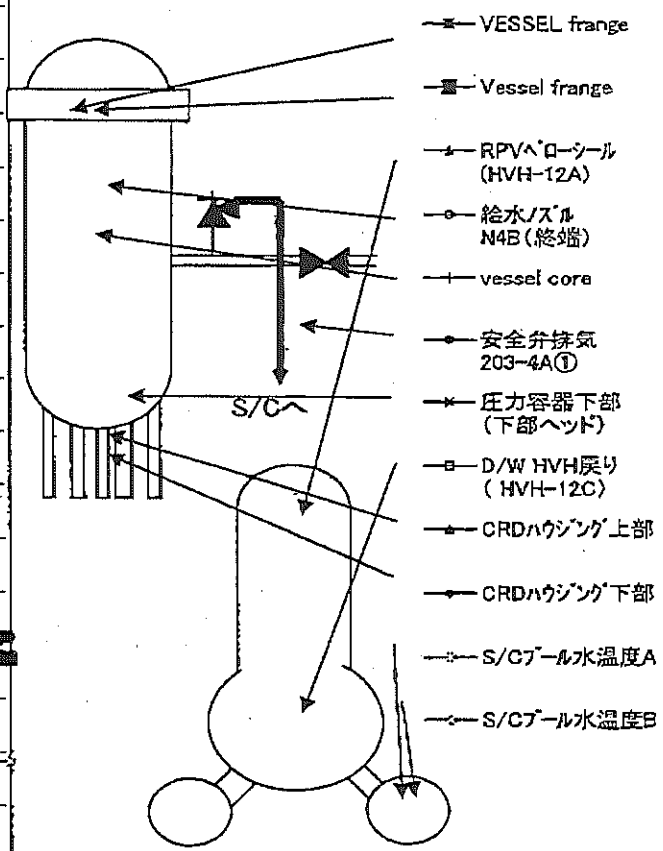 VESSEL frange
Vessel frange
RPVベローシール
(HVH-12A)
給水ノズル
N4B(終端)
vessel core
安全弁排気
203-4A①
S/Cへ
圧力容器下部
(下部ヘッド)
D/W HVH戻り
( HVH-12C)
CRDハウジング上部
CRDハウジング下部
S/Cプール水温度A
S/Cプール水温度B